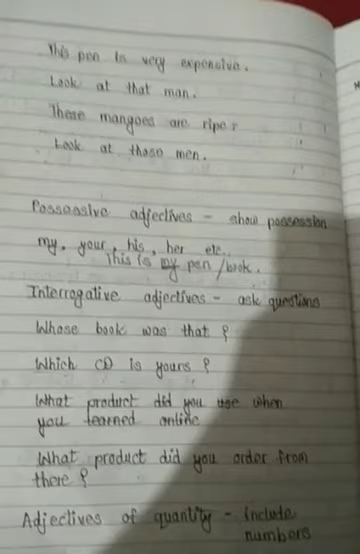 This pen is very expensive.
Look at that man.
These mangoes are riper
Look at those men.
Possessive adjectives - show possession
my, your, his, her etc..
This is my pen/book.
Interrogative adjectives - ask questions
Whose book was that ?
Which CD is yours ?
What product did you use when
you learned online
What product did you order from
there ?
Adjectives of quantity - include
numbers